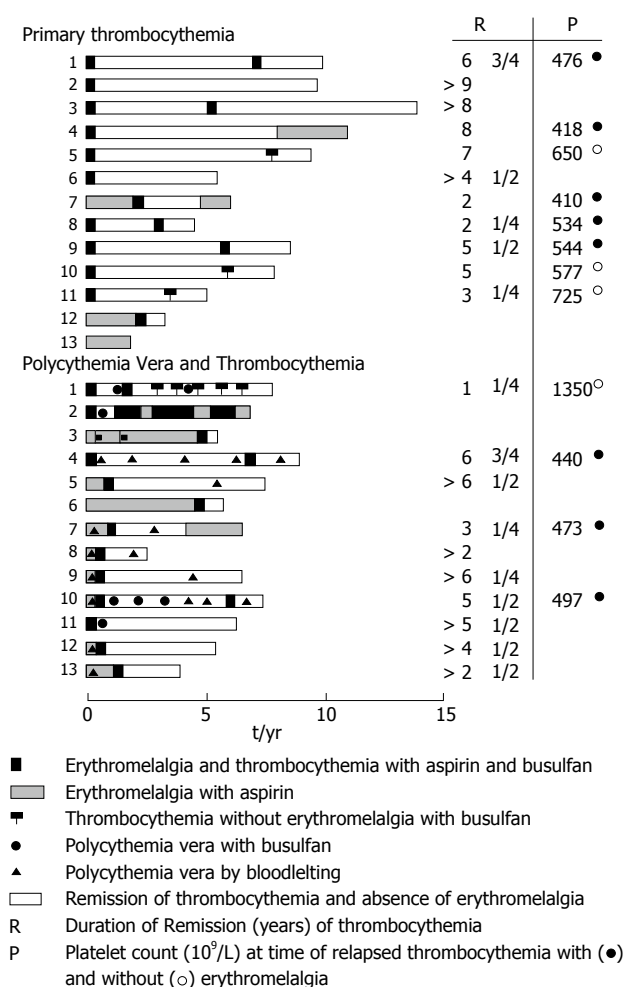 R P
Primary thrombocythemia
1 6 3/4 476 ●
2 > 9
3 > 8
4 8 418 ●
5 7 650 ○
6 > 4 1/2
7 2 410 ●
8 2 1/4 534 ●
9 5 1/2 544 ●
10 5 577 ○
11 3 1/4 725 ○
12
13
Polycythemia Vera and Thrombocythemia
1 1 1/4 1350 ○
2
3
4 6 3/4 440 ●
5 > 6 1/2
6
7 3 1/4 473 ●
8 > 2
9 > 6 1/4
10 5 1/2 497 ●
11 > 5 1/2
12 > 4 1/2
13 > 2 1/2
0 5 10 15
t/yr
Erythromelalgia and thrombocythemia with aspirin and busulfan
Erythromelalgia with aspirin
Thrombocythemia without erythromelalgia with busulfan
Polycythemia vera with busulfan
Polycythemia vera by bloodlelting
Remission of thrombocythemia and absence of erythromelalgia
R Duration of Remission (years) of thrombocythemia
P Platelet count (10⁹/L) at time of relapsed thrombocythemia with (●)
and without (○) erythromelalgia